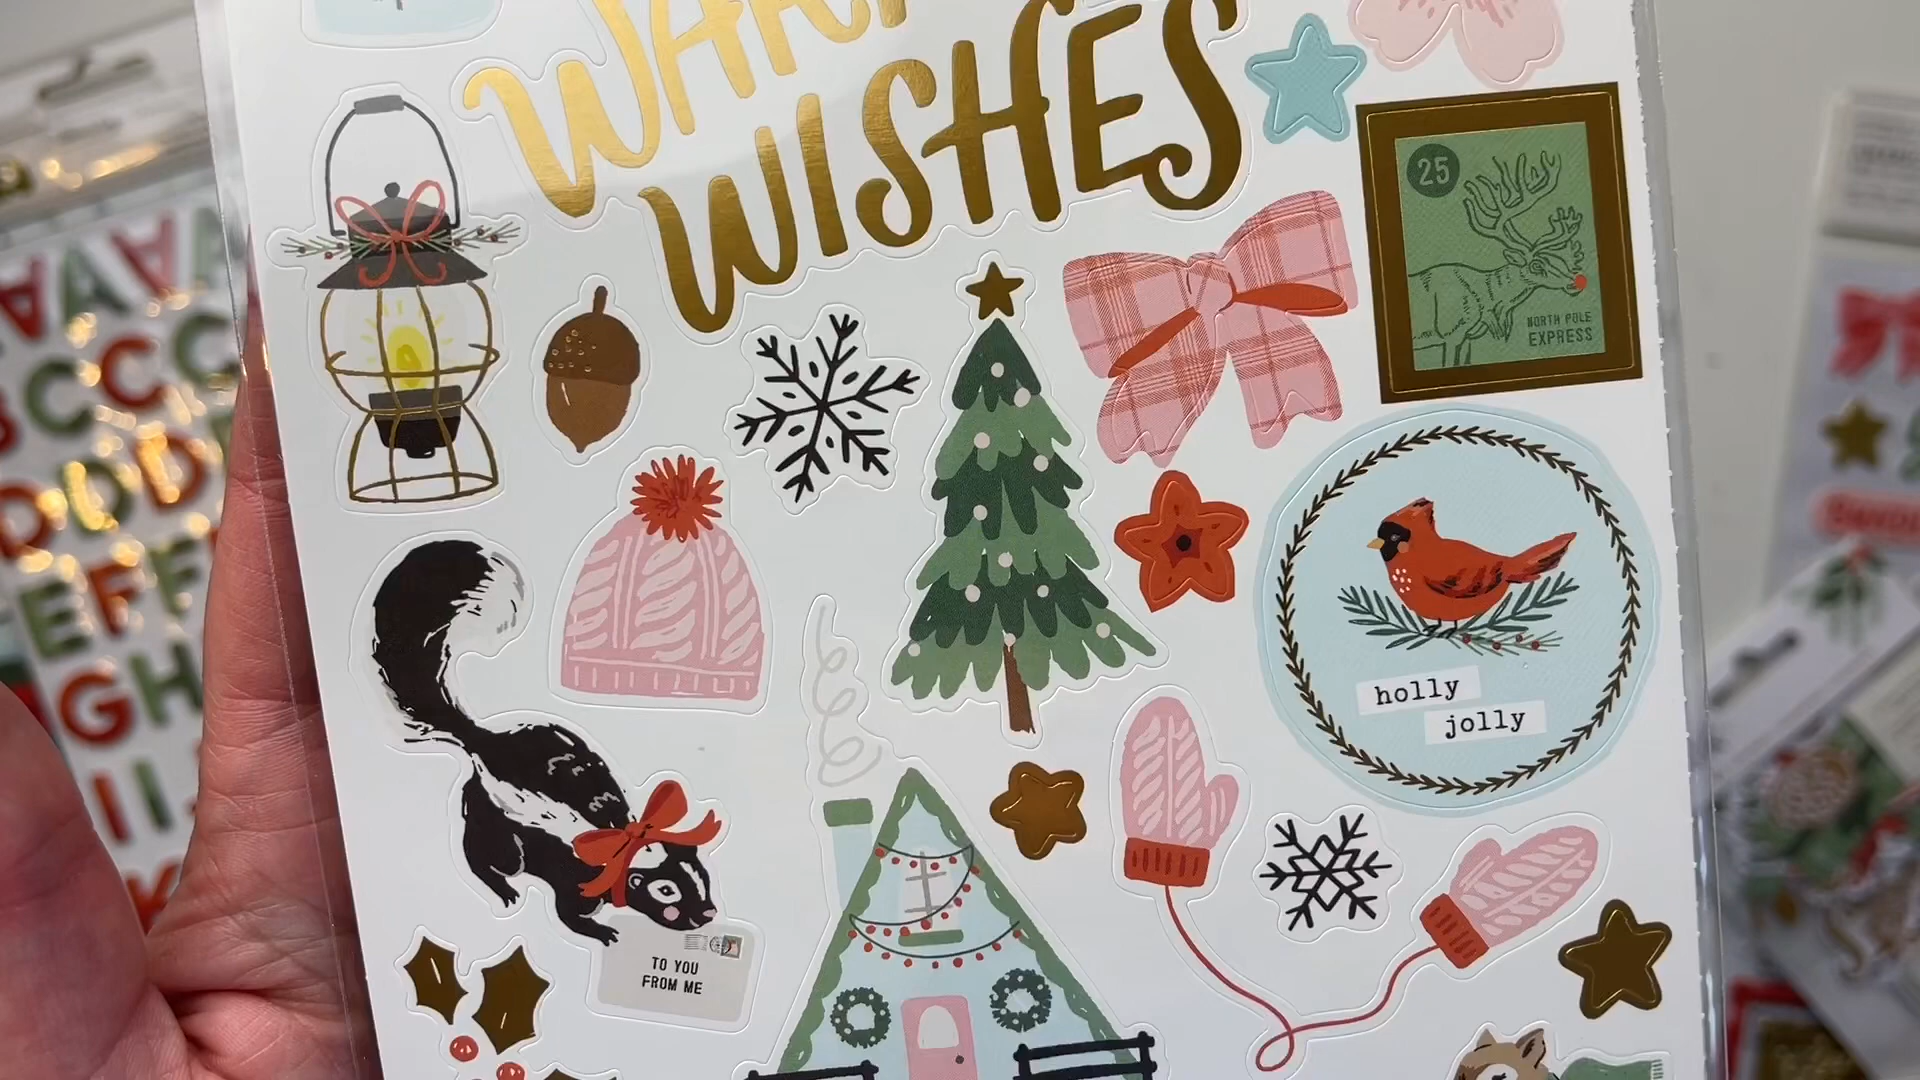 WISHES
25
NORTH POLE
EXPRESS
holly
jolly
TO YOU
FROM ME